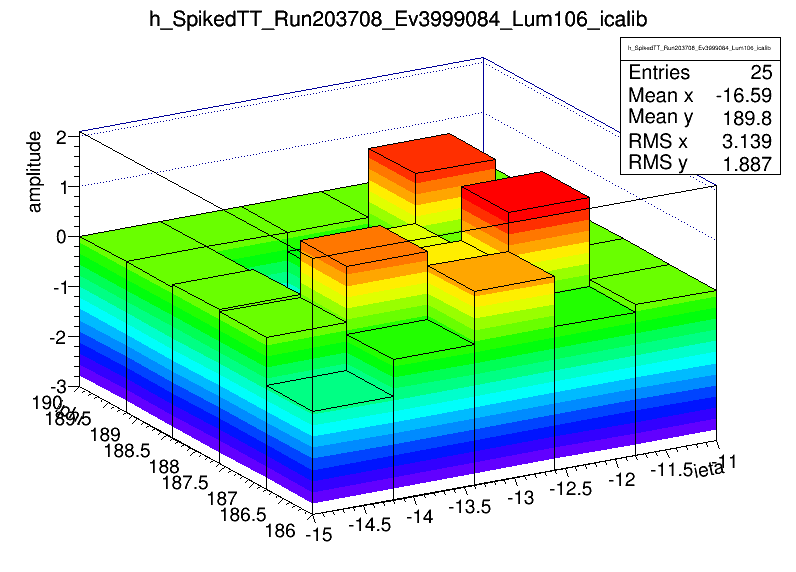 h_SpikedTT_Run203708_Ev3999084_Lum106_icalib
h_SpikedTT_Run203708_Ev3999084_Lum106_icalib
Entries 25
Mean x -16.59
Mean y 189.8
RMS x 3.139
RMS y 1.887
amplitude
2
1
0
-1
-2
-3
190
189.5
189
188.5
188
187.5
187
186.5
186
-15
-14.5
-14
-13.5
-13
-12.5
-12
-11.5
-11
ieta